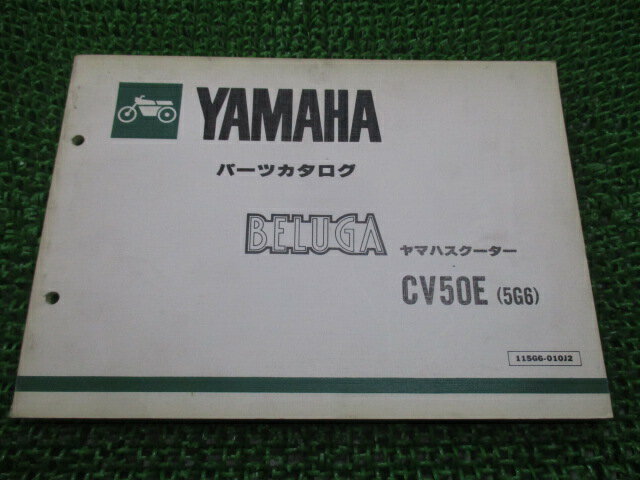 YAMAHA
パーツカタログ
BELUGA ヤマハスクーター
CV50E (5G6)
115G6-010J2